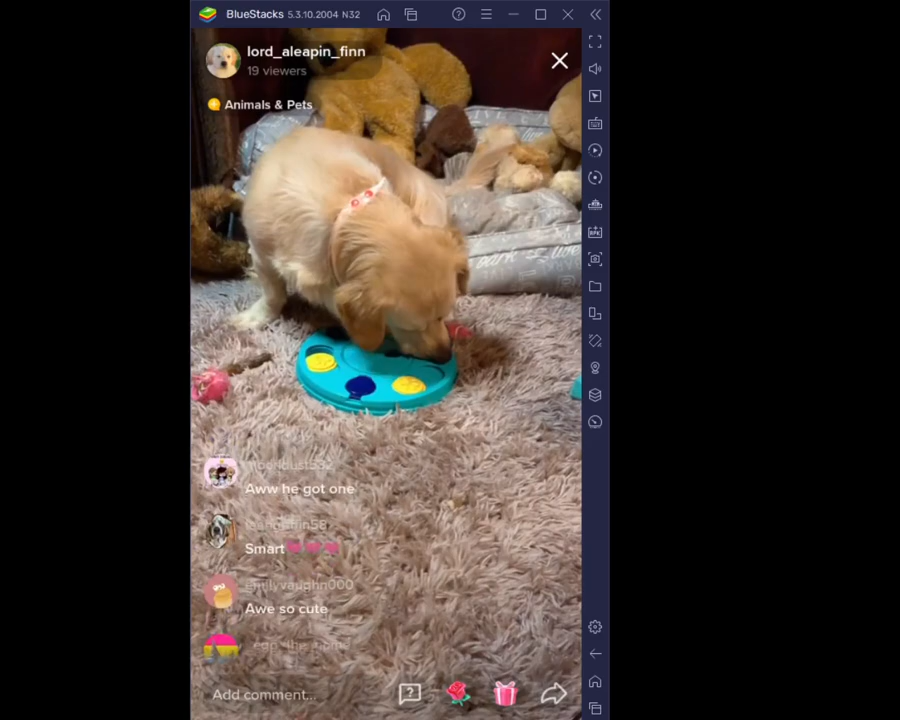 BlueStacks 5.3.10.2004 N32
lord_aleapin_finn
19 viewers
Animals & Pets
Aww he got one
Smart
emilyvaughn000
Awe so cute
Add comment...